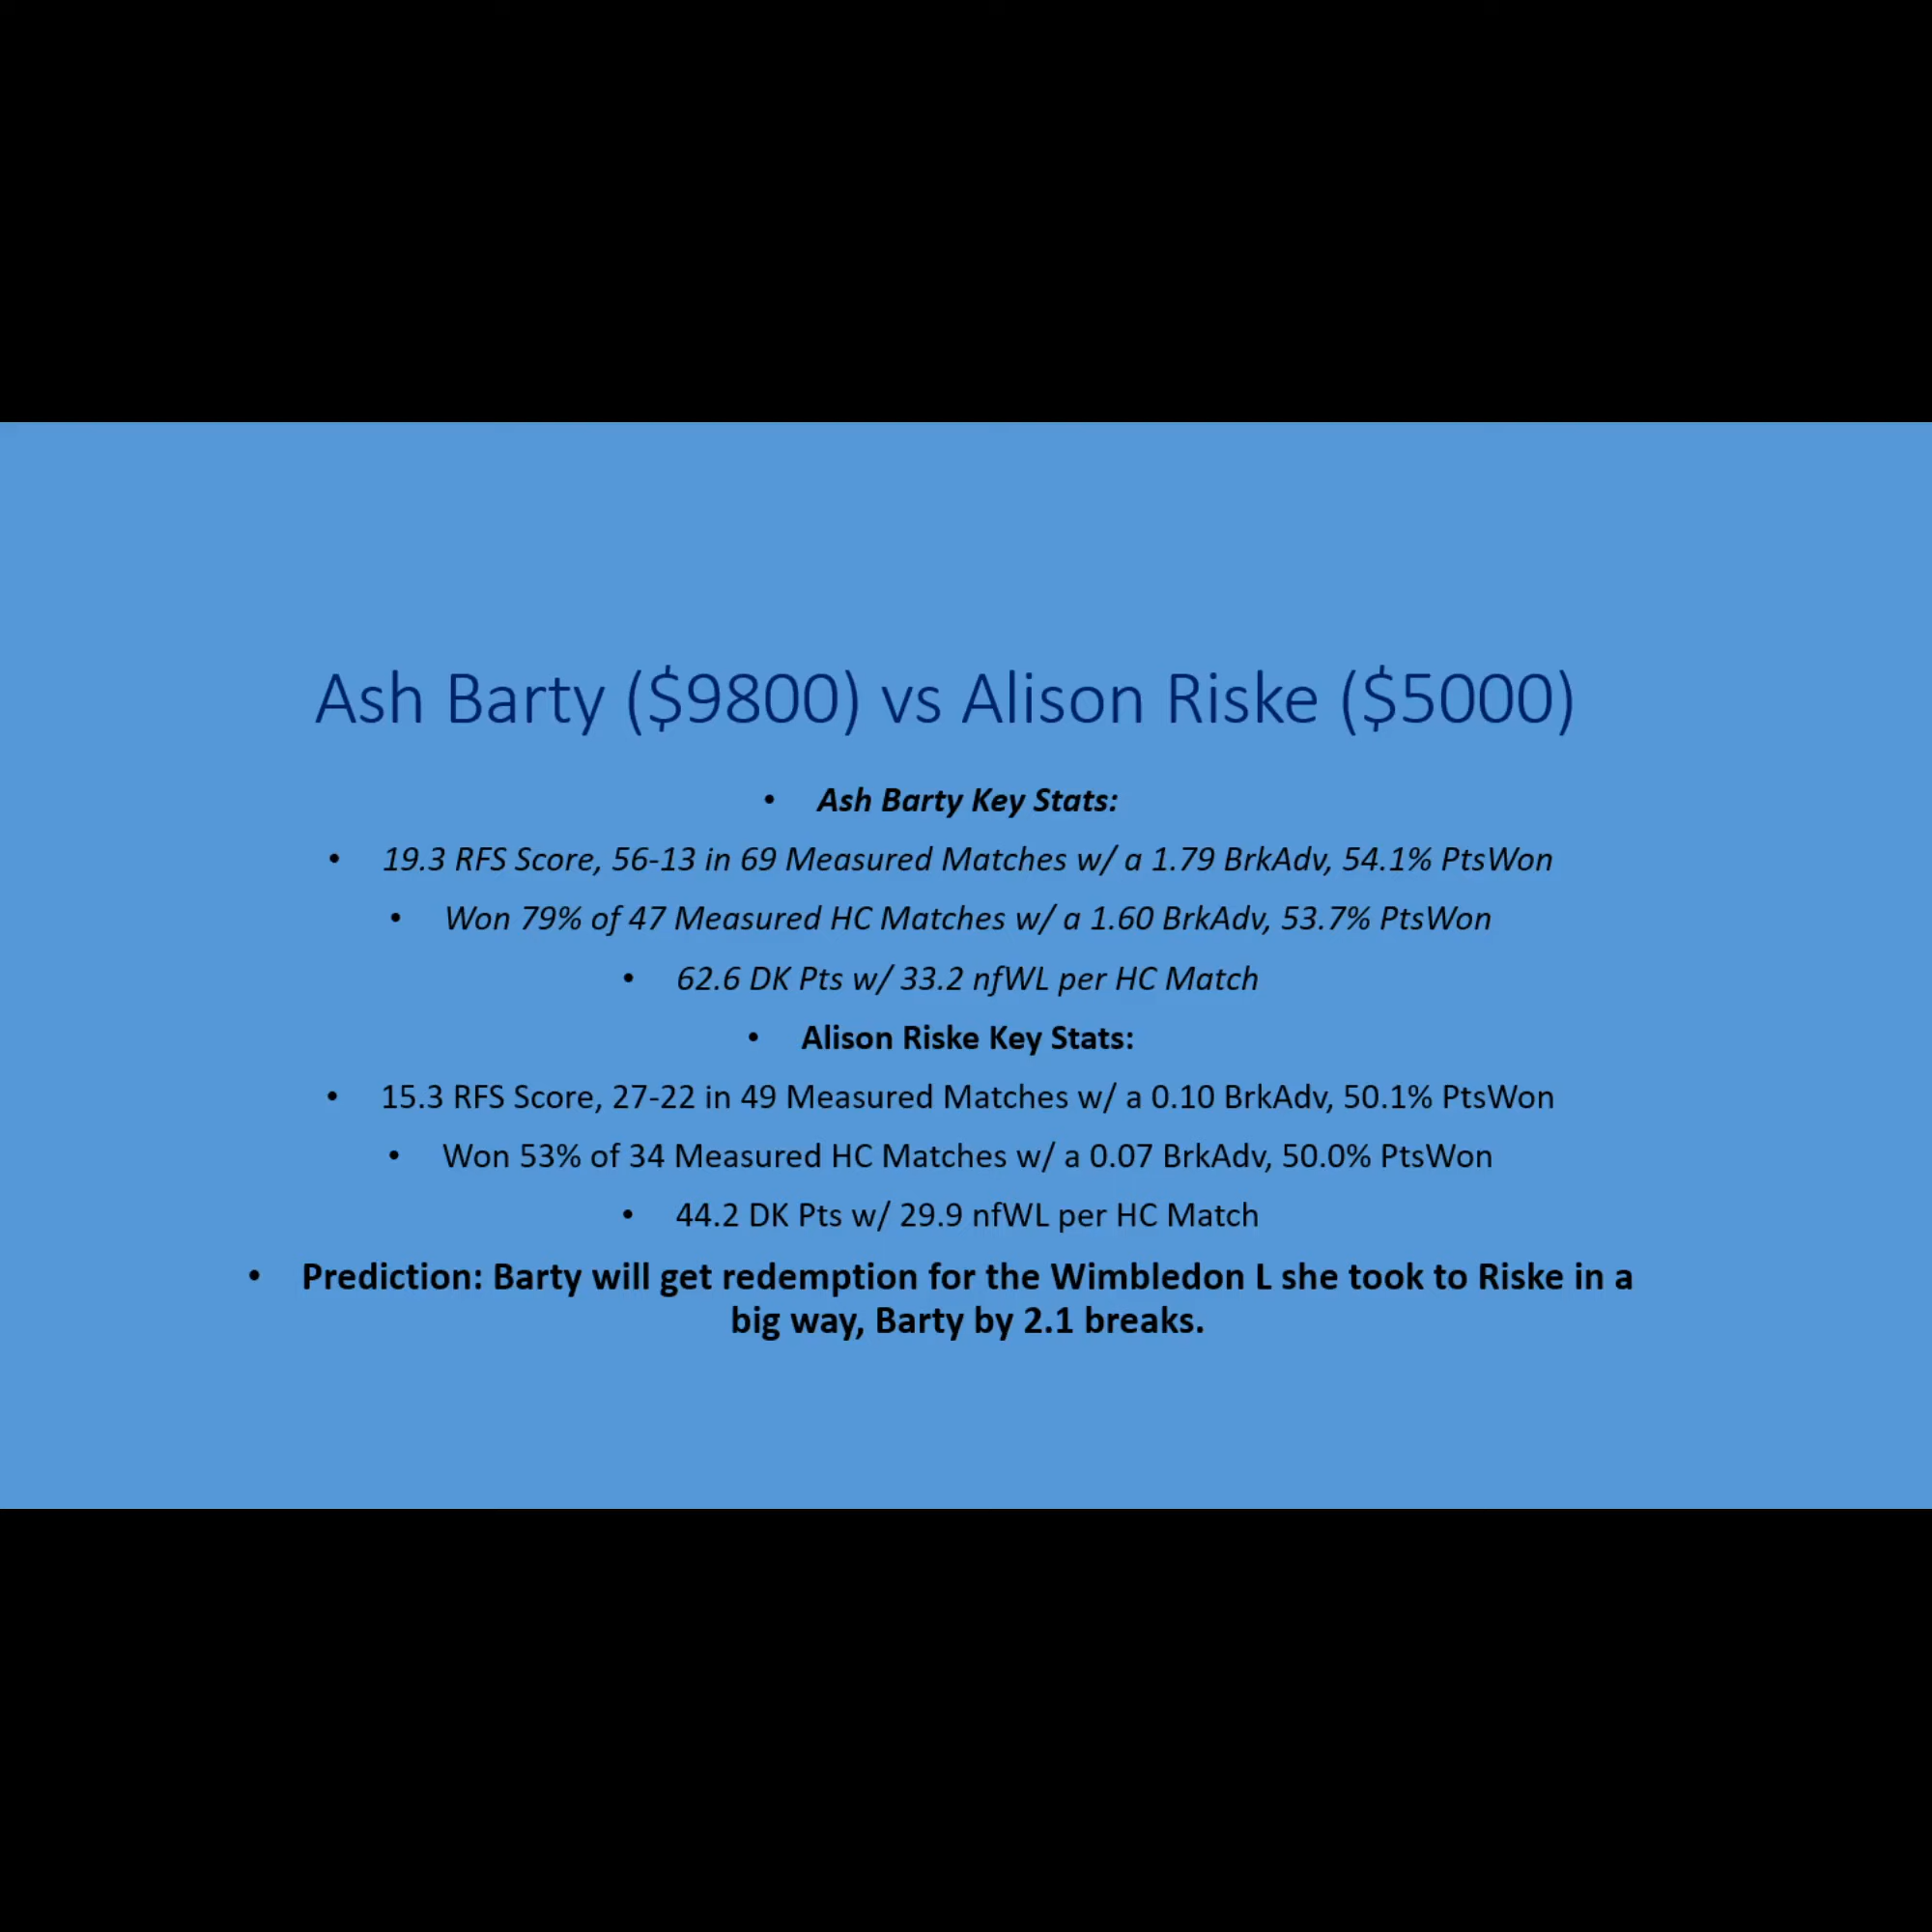 Ash Barty ($9800) vs Alison Riske ($5000)
• Ash Barty Key Stats:
• 19.3 RFS Score, 56-13 in 69 Measured Matches w/ a 1.79 BrkAdv, 54.1% PtsWon
• Won 79% of 47 Measured HC Matches w/ a 1.60 BrkAdv, 53.7% PtsWon
• 62.6 DK Pts w/ 33.2 nfWL per HC Match
• Alison Riske Key Stats:
• 15.3 RFS Score, 27-22 in 49 Measured Matches w/ a 0.10 BrkAdv, 50.1% PtsWon
• Won 53% of 34 Measured HC Matches w/ a 0.07 BrkAdv, 50.0% PtsWon
• 44.2 DK Pts w/ 29.9 nfWL per HC Match
• Prediction: Barty will get redemption for the Wimbledon L she took to Riske in a
big way, Barty by 2.1 breaks.